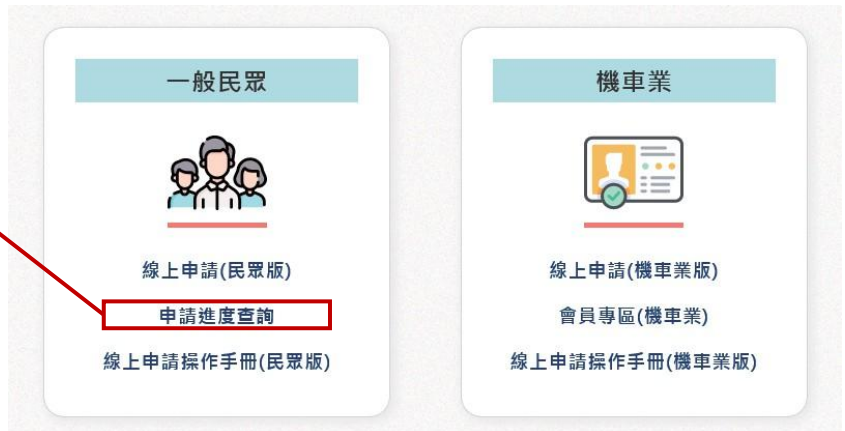 一般民眾
線上申請(民眾版)
申請進度查詢
線上申請操作手冊(民眾版)
機車業
線上申請(機車業版)
會員專區(機車業)
線上申請操作手冊(機車業版)